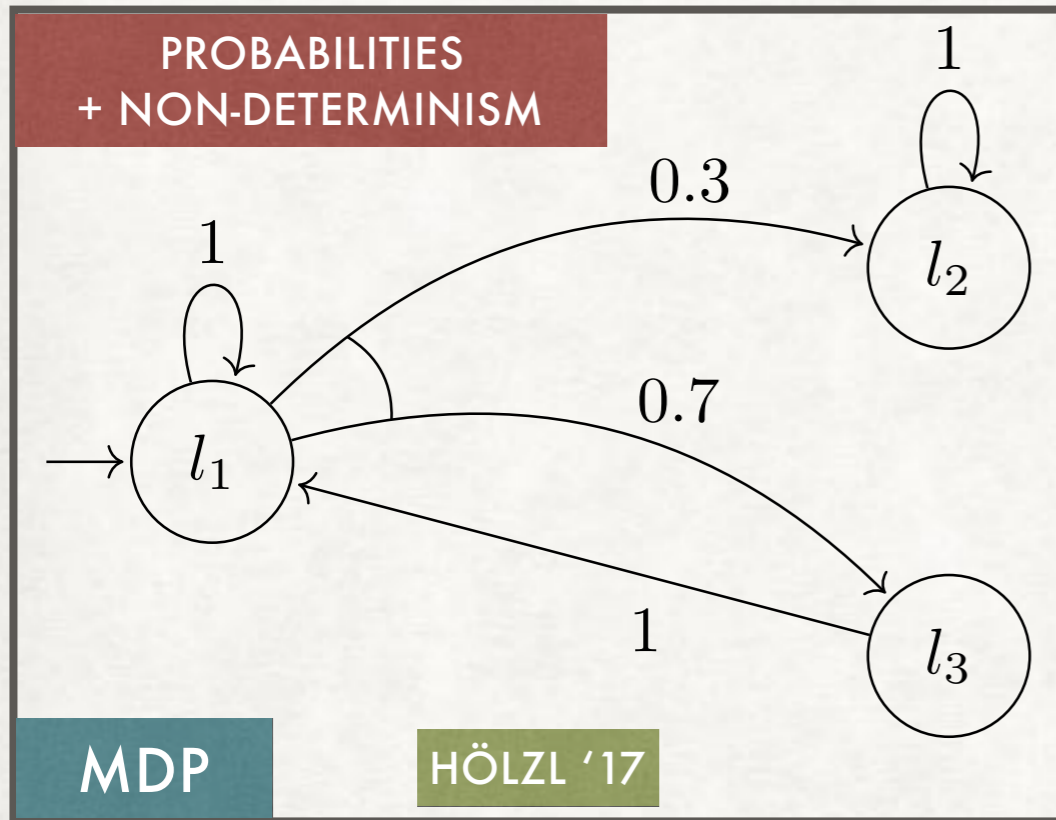 PROBABILITIES
+ NON-DETERMINISM
1
0.3
l₂
1
l₁
0.7
1
l₃
MDP
HÖLZL ‘17